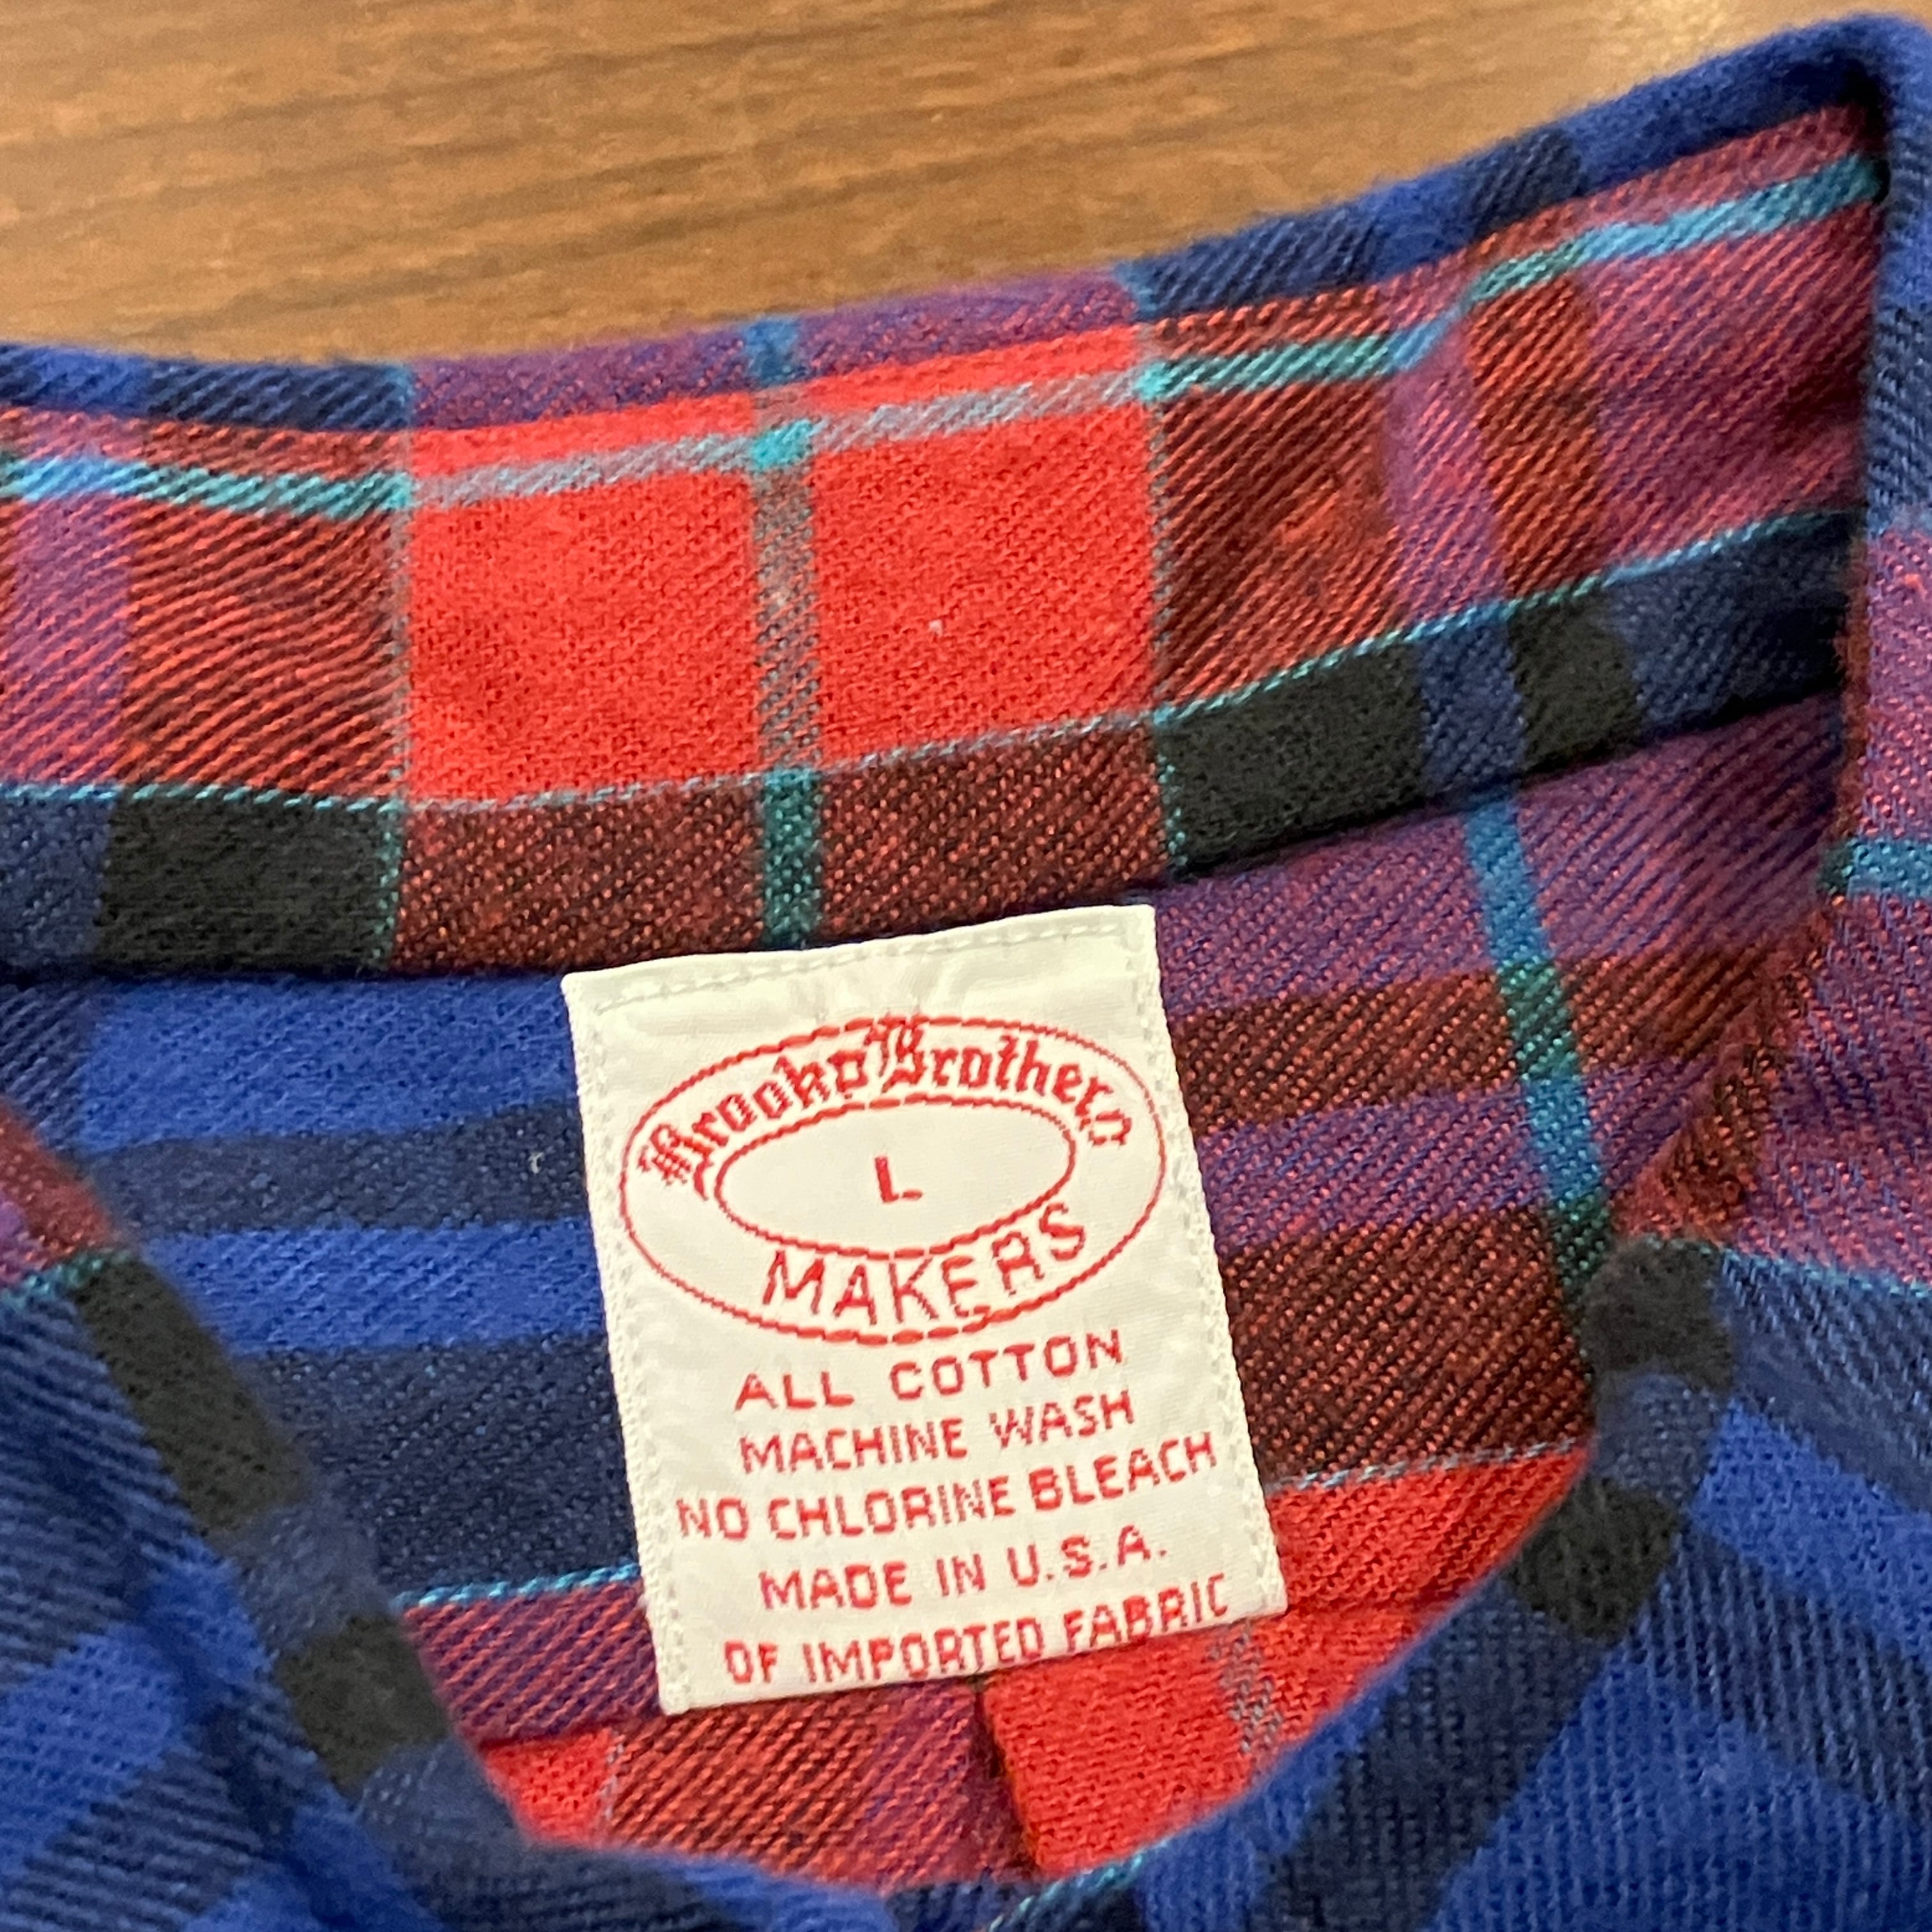 Brooks Brothers
L
MAKERS
ALL COTTON
MACHINE WASH
NO CHLORINE BLEACH
MADE IN U.S.A.
OF IMPORTED FABRIC